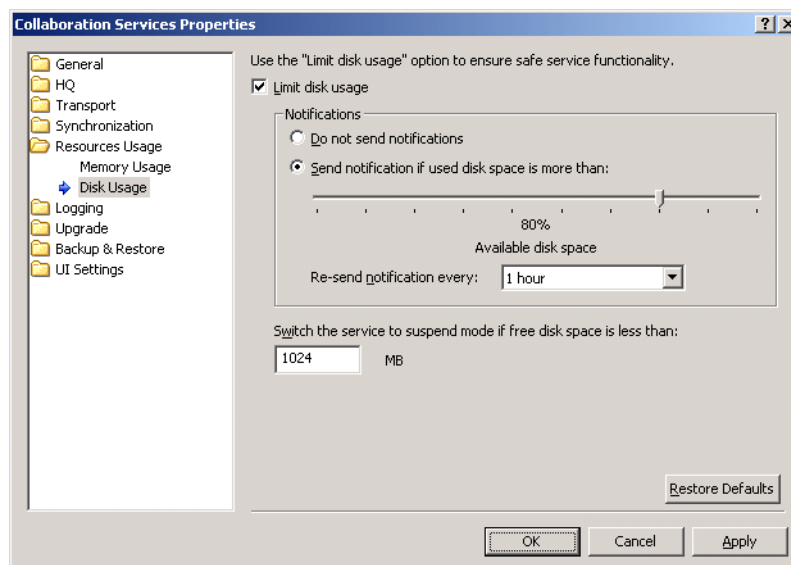 Collaboration Services Properties
General
HQ
Transport
Synchronization
Resources Usage
Memory Usage
Disk Usage
Logging
Upgrade
Backup & Restore
UI Settings
Use the "Limit disk usage" option to ensure safe service functionality.
Limit disk usage
Notifications
Do not send notifications
Send notification if used disk space is more than:
80%
Available disk space
Re-send notification every: 1 hour
Switch the service to suspend mode if free disk space is less than:
1024 MB
Restore Defaults
OK Cancel Apply